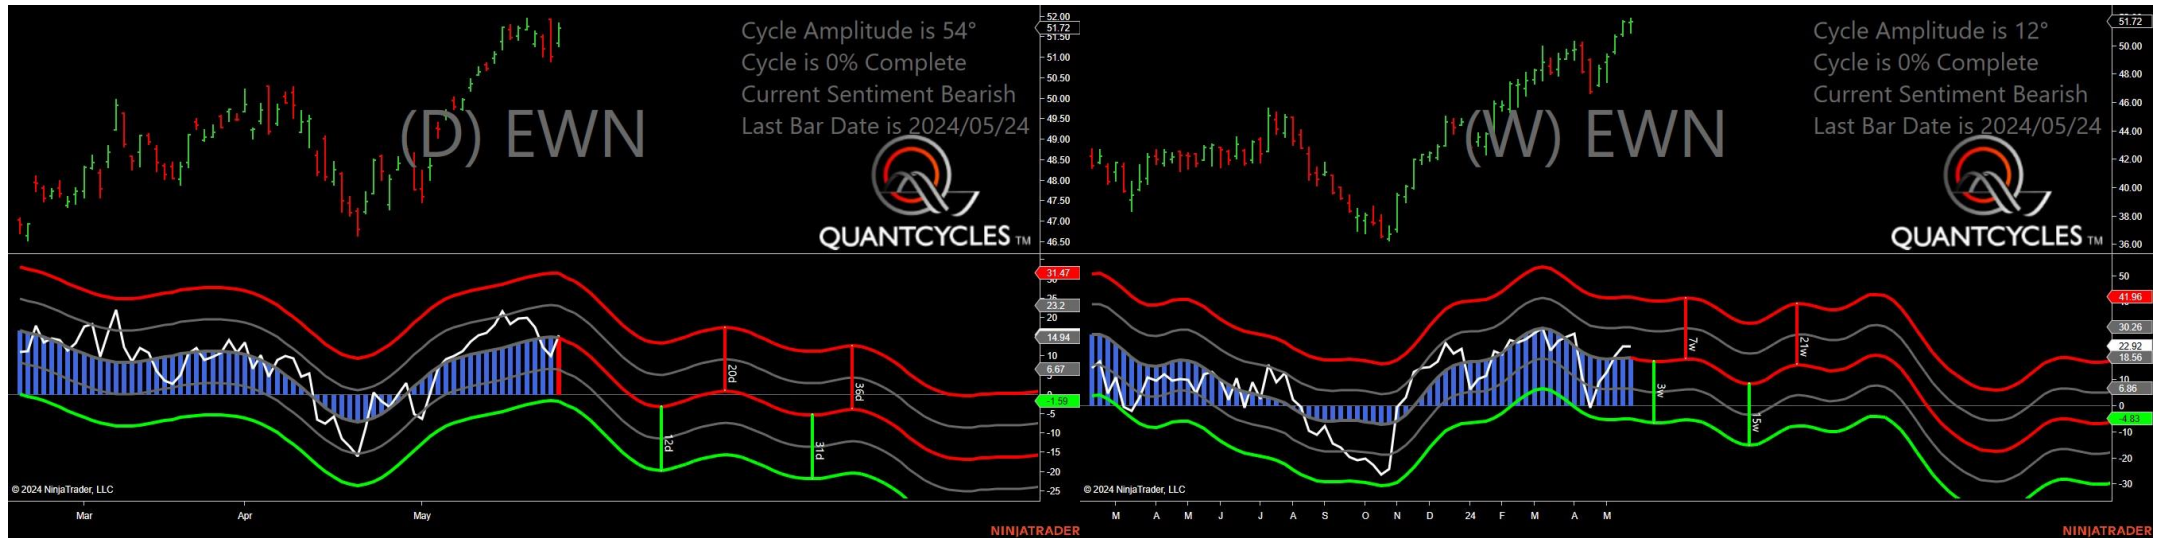 Cycle Amplitude is 54°
Cycle is 0% Complete
Current Sentiment Bearish
Last Bar Date is 2024/05/24
(D) EWN
QUANTCYCLES TM
52.00
51.72
51.50
51.00
50.50
50.00
49.50
49.00
48.50
48.00
47.50
47.00
46.50
31.47
25
23.2
20
14.94
10
6.67
-1.59
-5
-10
-15
-20
-25
12d
20d
31d
36d
© 2024 NinjaTrader, LLC
Mar Apr May
NINJATRADER
Cycle Amplitude is 12°
Cycle is 0% Complete
Current Sentiment Bearish
Last Bar Date is 2024/05/24
(W) EWN
QUANTCYCLES TM
51.72
50.00
48.00
46.00
44.00
42.00
40.00
38.00
36.00
50
41.96
30.26
22.92
18.56
6.86
0
-4.83
-10
-20
-30
3w
7w
15w
21w
© 2024 NinjaTrader, LLC
M A M J J A S O N D 24 F M A M
NINJATRADER